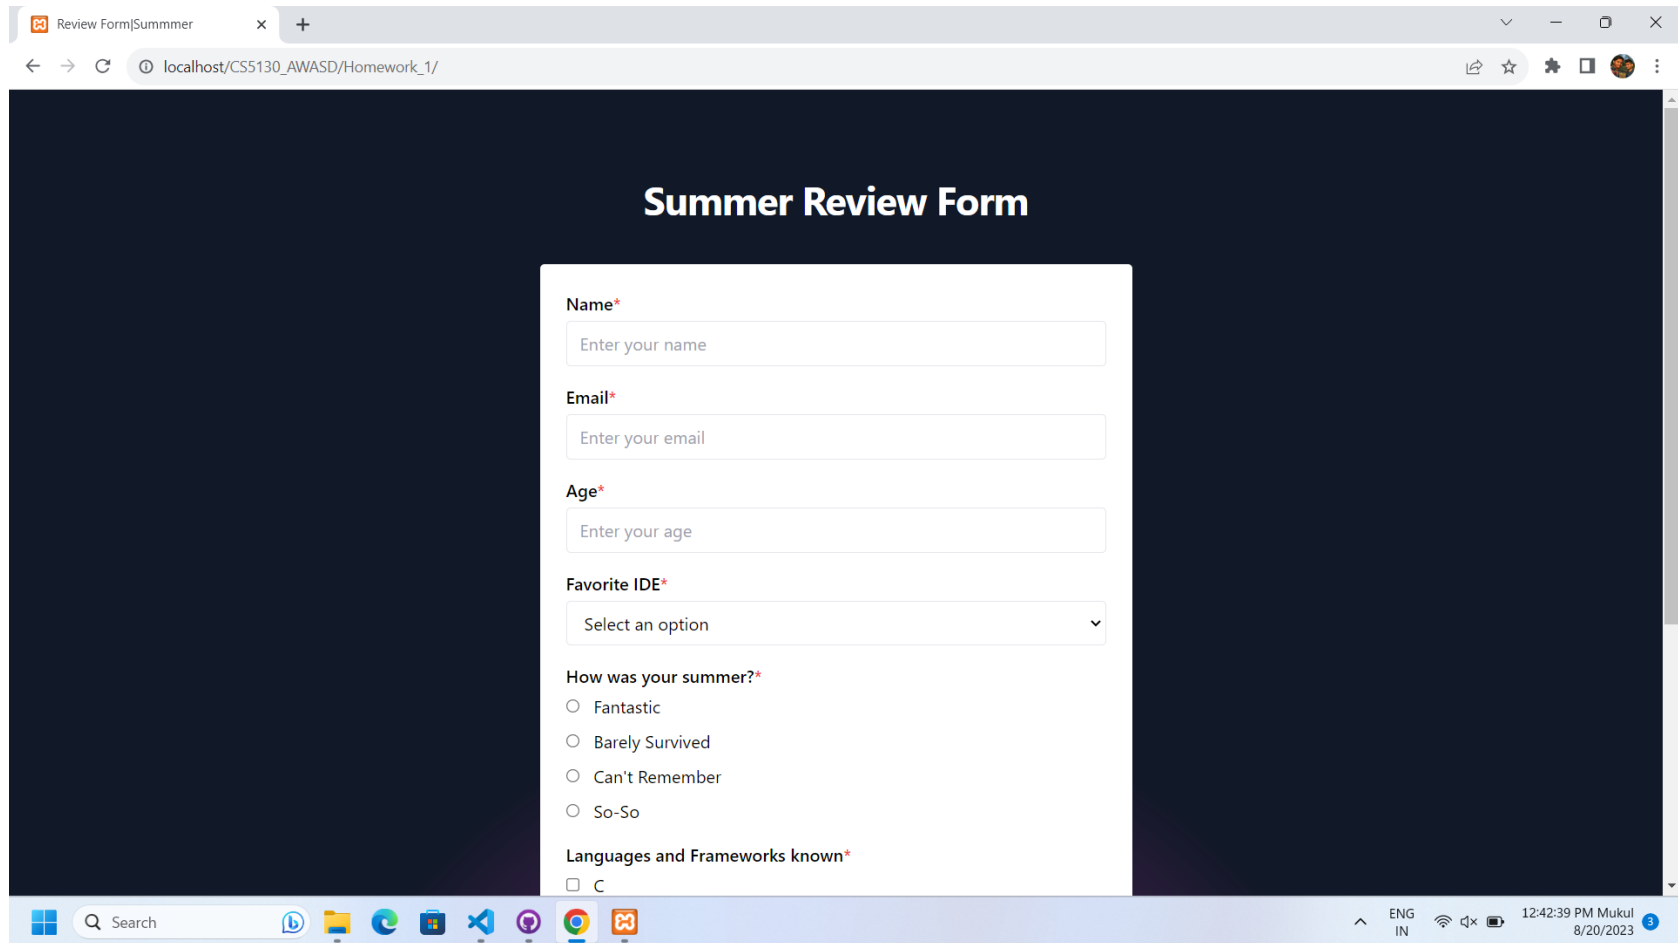 Review Form|Summmer
localhost/CS5130_AWASD/Homework_1/
Summer Review Form
Name*
Enter your name
Email*
Enter your email
Age*
Enter your age
Favorite IDE*
Select an option
How was your summer?*
Fantastic
Barely Survived
Can't Remember
So-So
Languages and Frameworks known*
C
Search
ENG
IN
12:42:39 PM Mukul
8/20/2023
3